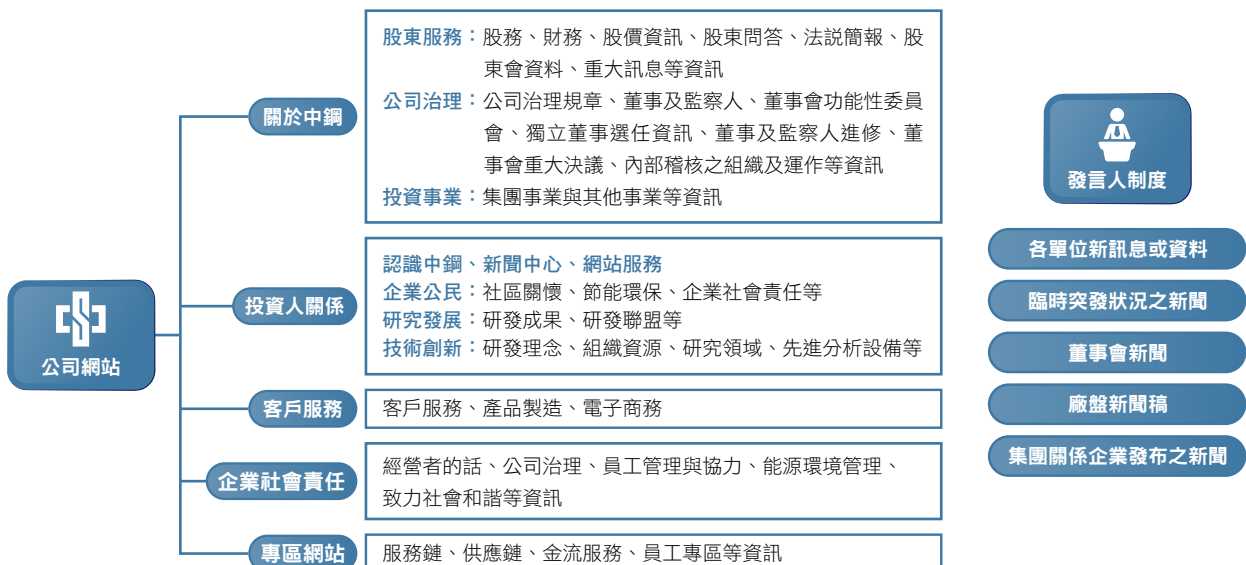 公司網站
關於中鋼
股東服務：股務、財務、股價資訊、股東問答、法說簡報、股
東會資料、重大訊息等資訊
公司治理：公司治理規章、董事及監察人、董事會功能性委員
會、獨立董事選任資訊、董事及監察人進修、董
事會重大決議、內部稽核之組織及運作等資訊
投資事業：集團事業與其他事業等資訊
投資人關係
認識中鋼、新聞中心、網站服務
企業公民：社區關懷、節能環保、企業社會責任等
研究發展：研發成果、研發聯盟等
技術創新：研發理念、組織資源、研究領域、先進分析設備等
客戶服務
客戶服務、產品製造、電子商務
企業社會責任
經營者的話、公司治理、員工管理與協力、能源環境管理、
致力社會和諧等資訊
專區網站
服務鏈、供應鏈、金流服務、員工專區等資訊
發言人制度
各單位新訊息或資料
臨時突發狀況之新聞
董事會新聞
廠盤新聞稿
集團關係企業發布之新聞